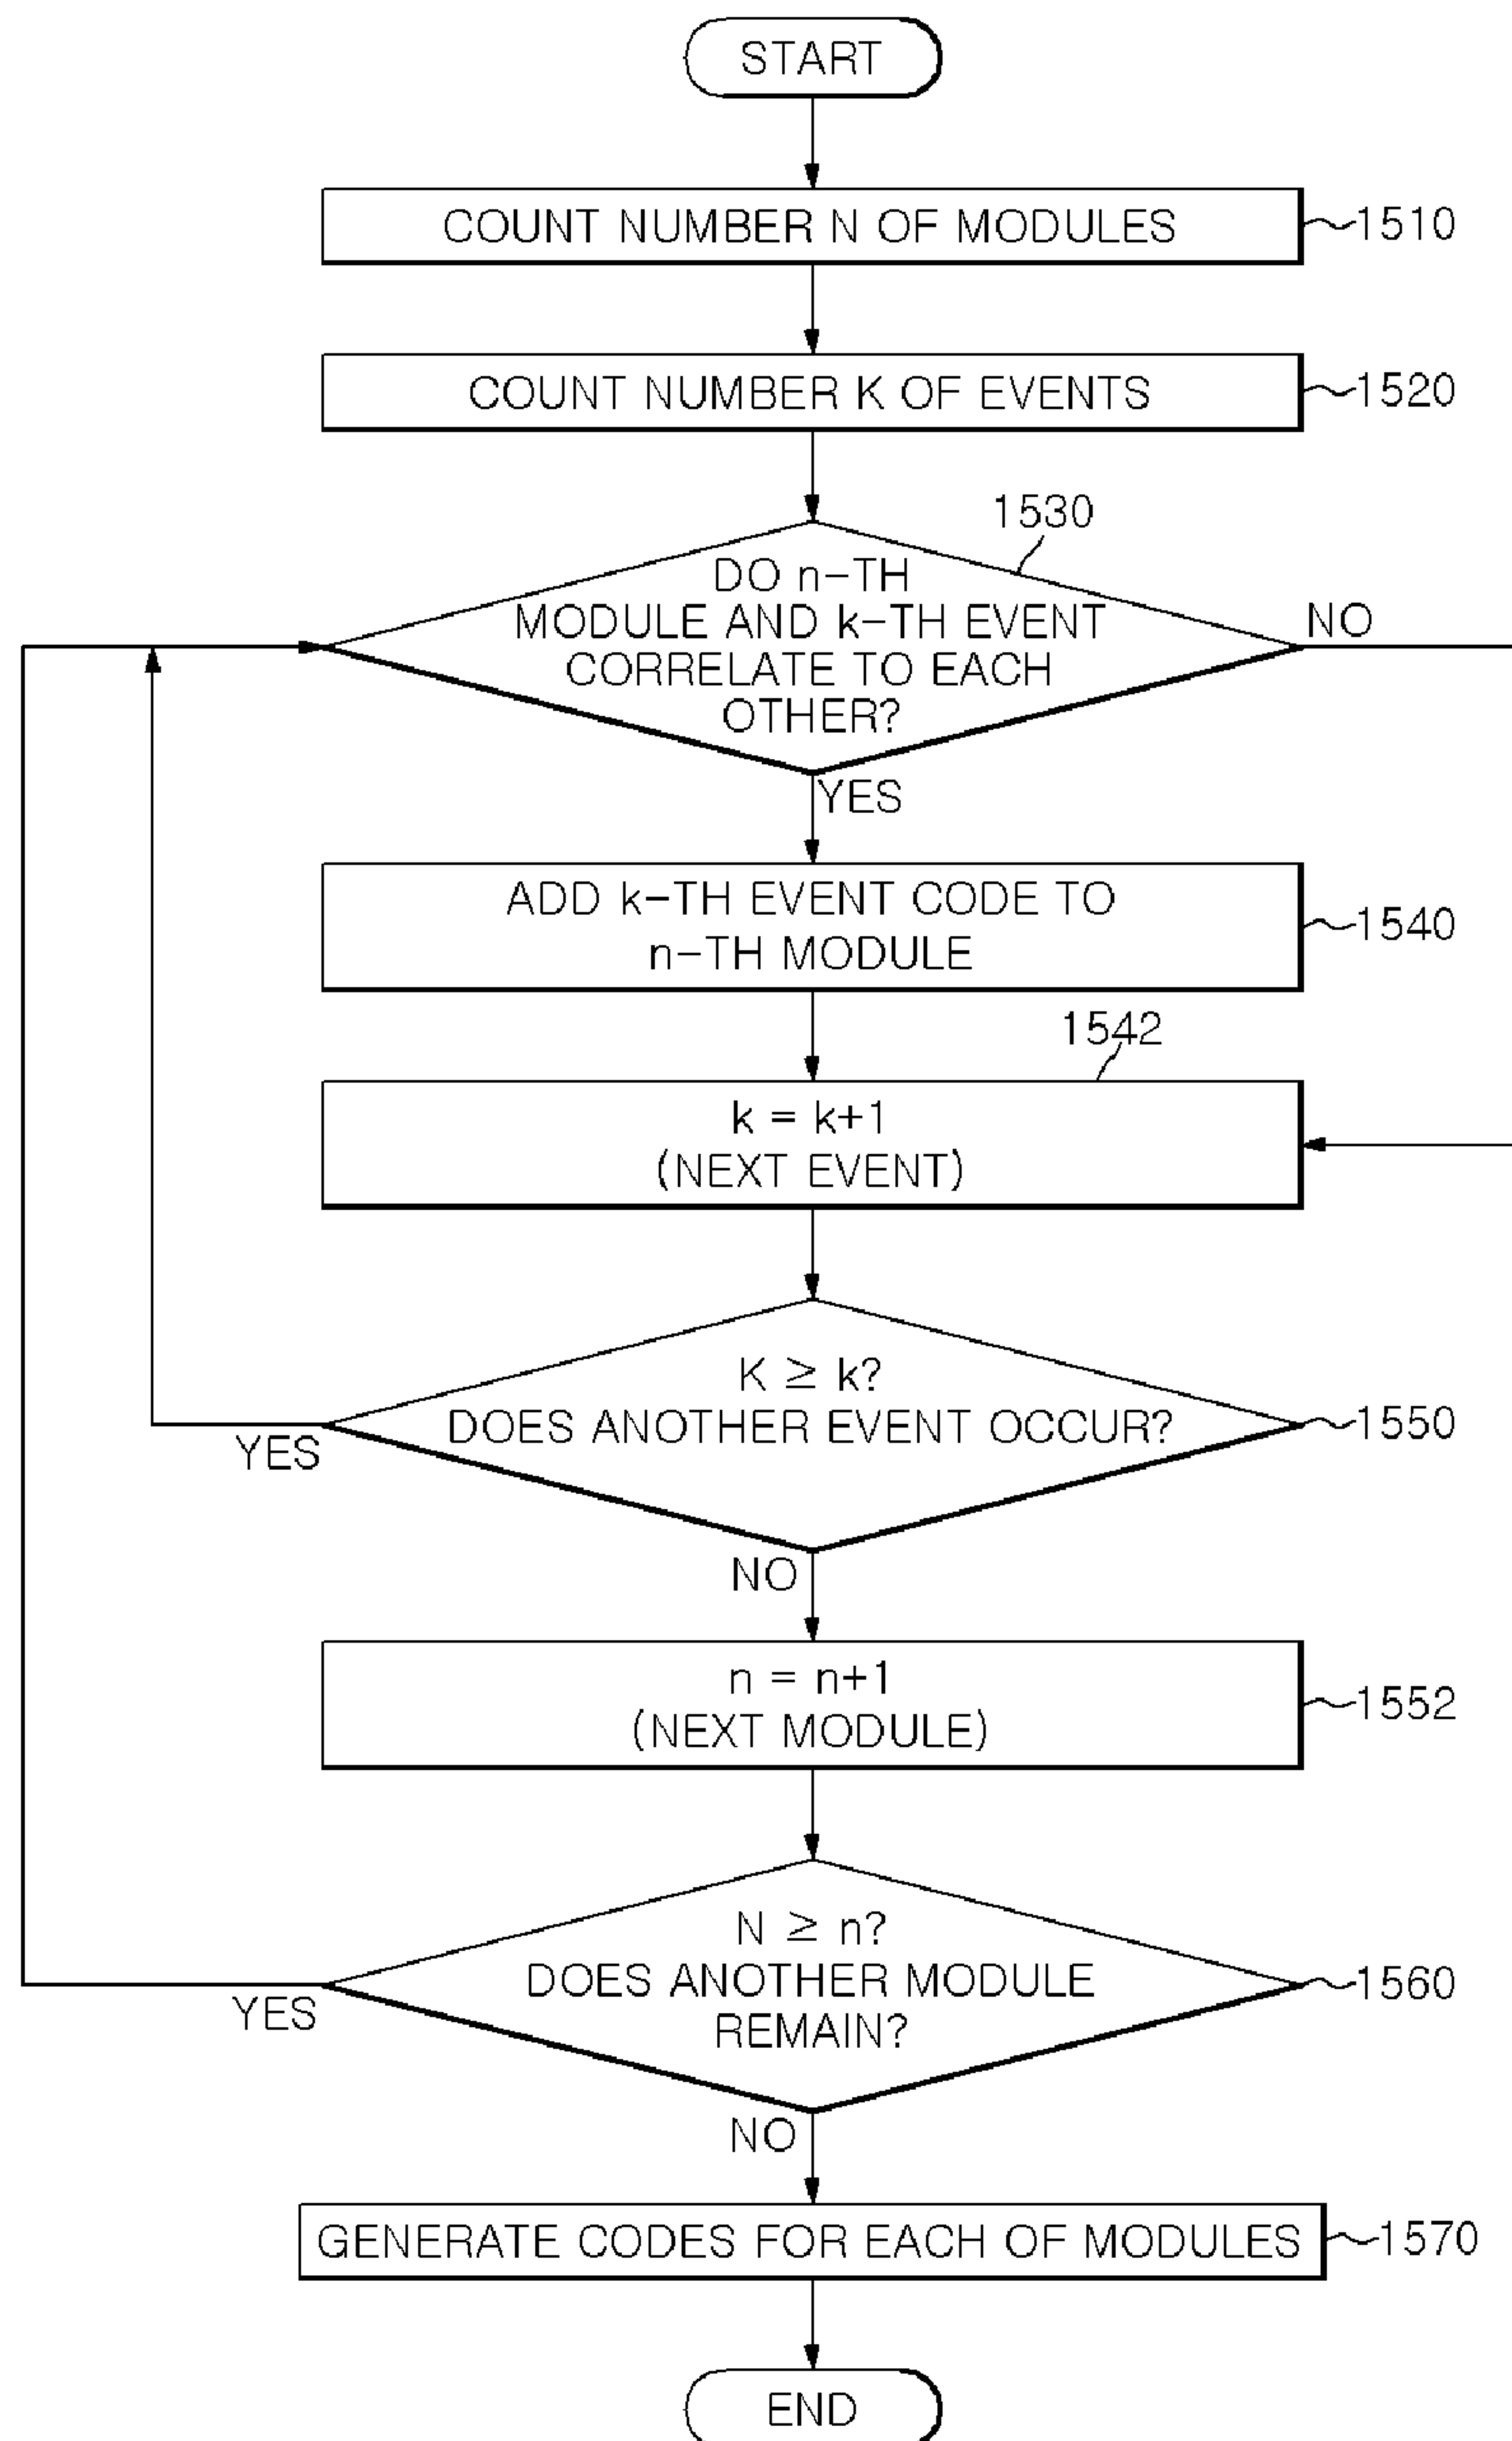 START
COUNT NUMBER N OF MODULES
1510
COUNT NUMBER K OF EVENTS
1520
1530
DO n-TH
MODULE AND k-TH EVENT
CORRELATE TO EACH
OTHER?
NO
YES
ADD k-TH EVENT CODE TO
n-TH MODULE
1540
1542
k = k+1
(NEXT EVENT)
K ≥ k?
DOES ANOTHER EVENT OCCUR?
1550
YES
NO
n = n+1
(NEXT MODULE)
1552
N ≥ n?
DOES ANOTHER MODULE
REMAIN?
1560
YES
NO
GENERATE CODES FOR EACH OF MODULES
1570
END